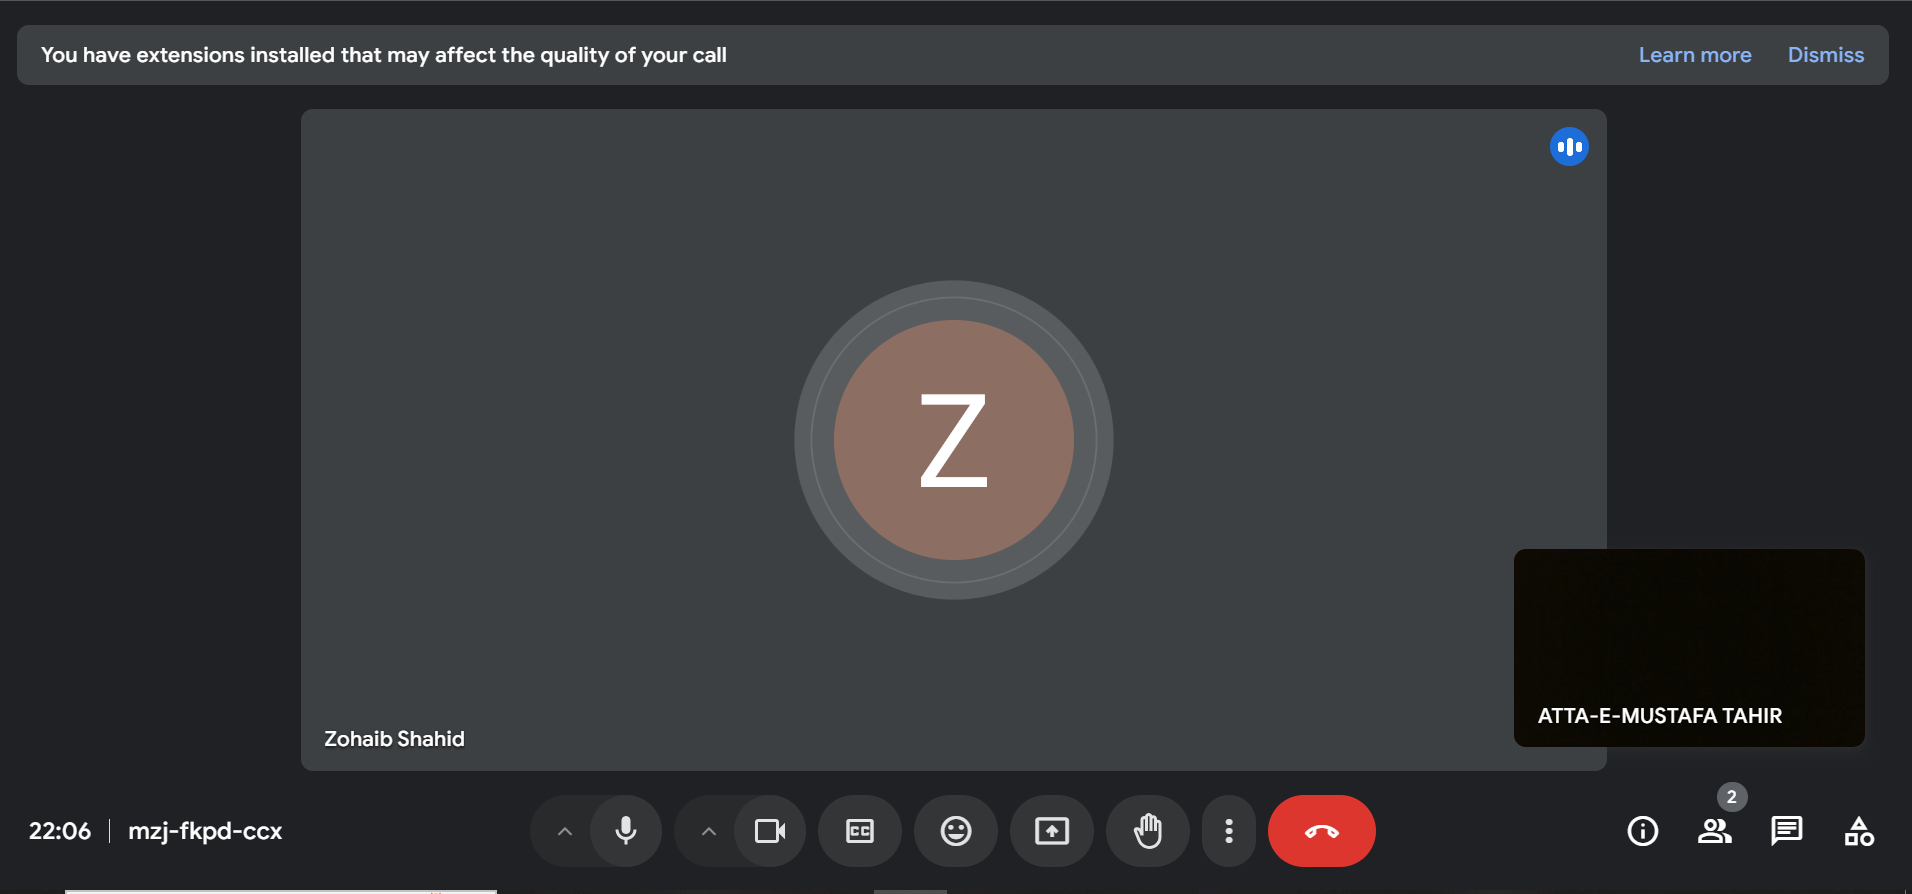 You have extensions installed that may affect the quality of your call
Learn more
Dismiss
Z
Zohaib Shahid
ATTA-E-MUSTAFA TAHIR
22:06
mzj-fkpd-ccx
CC
2